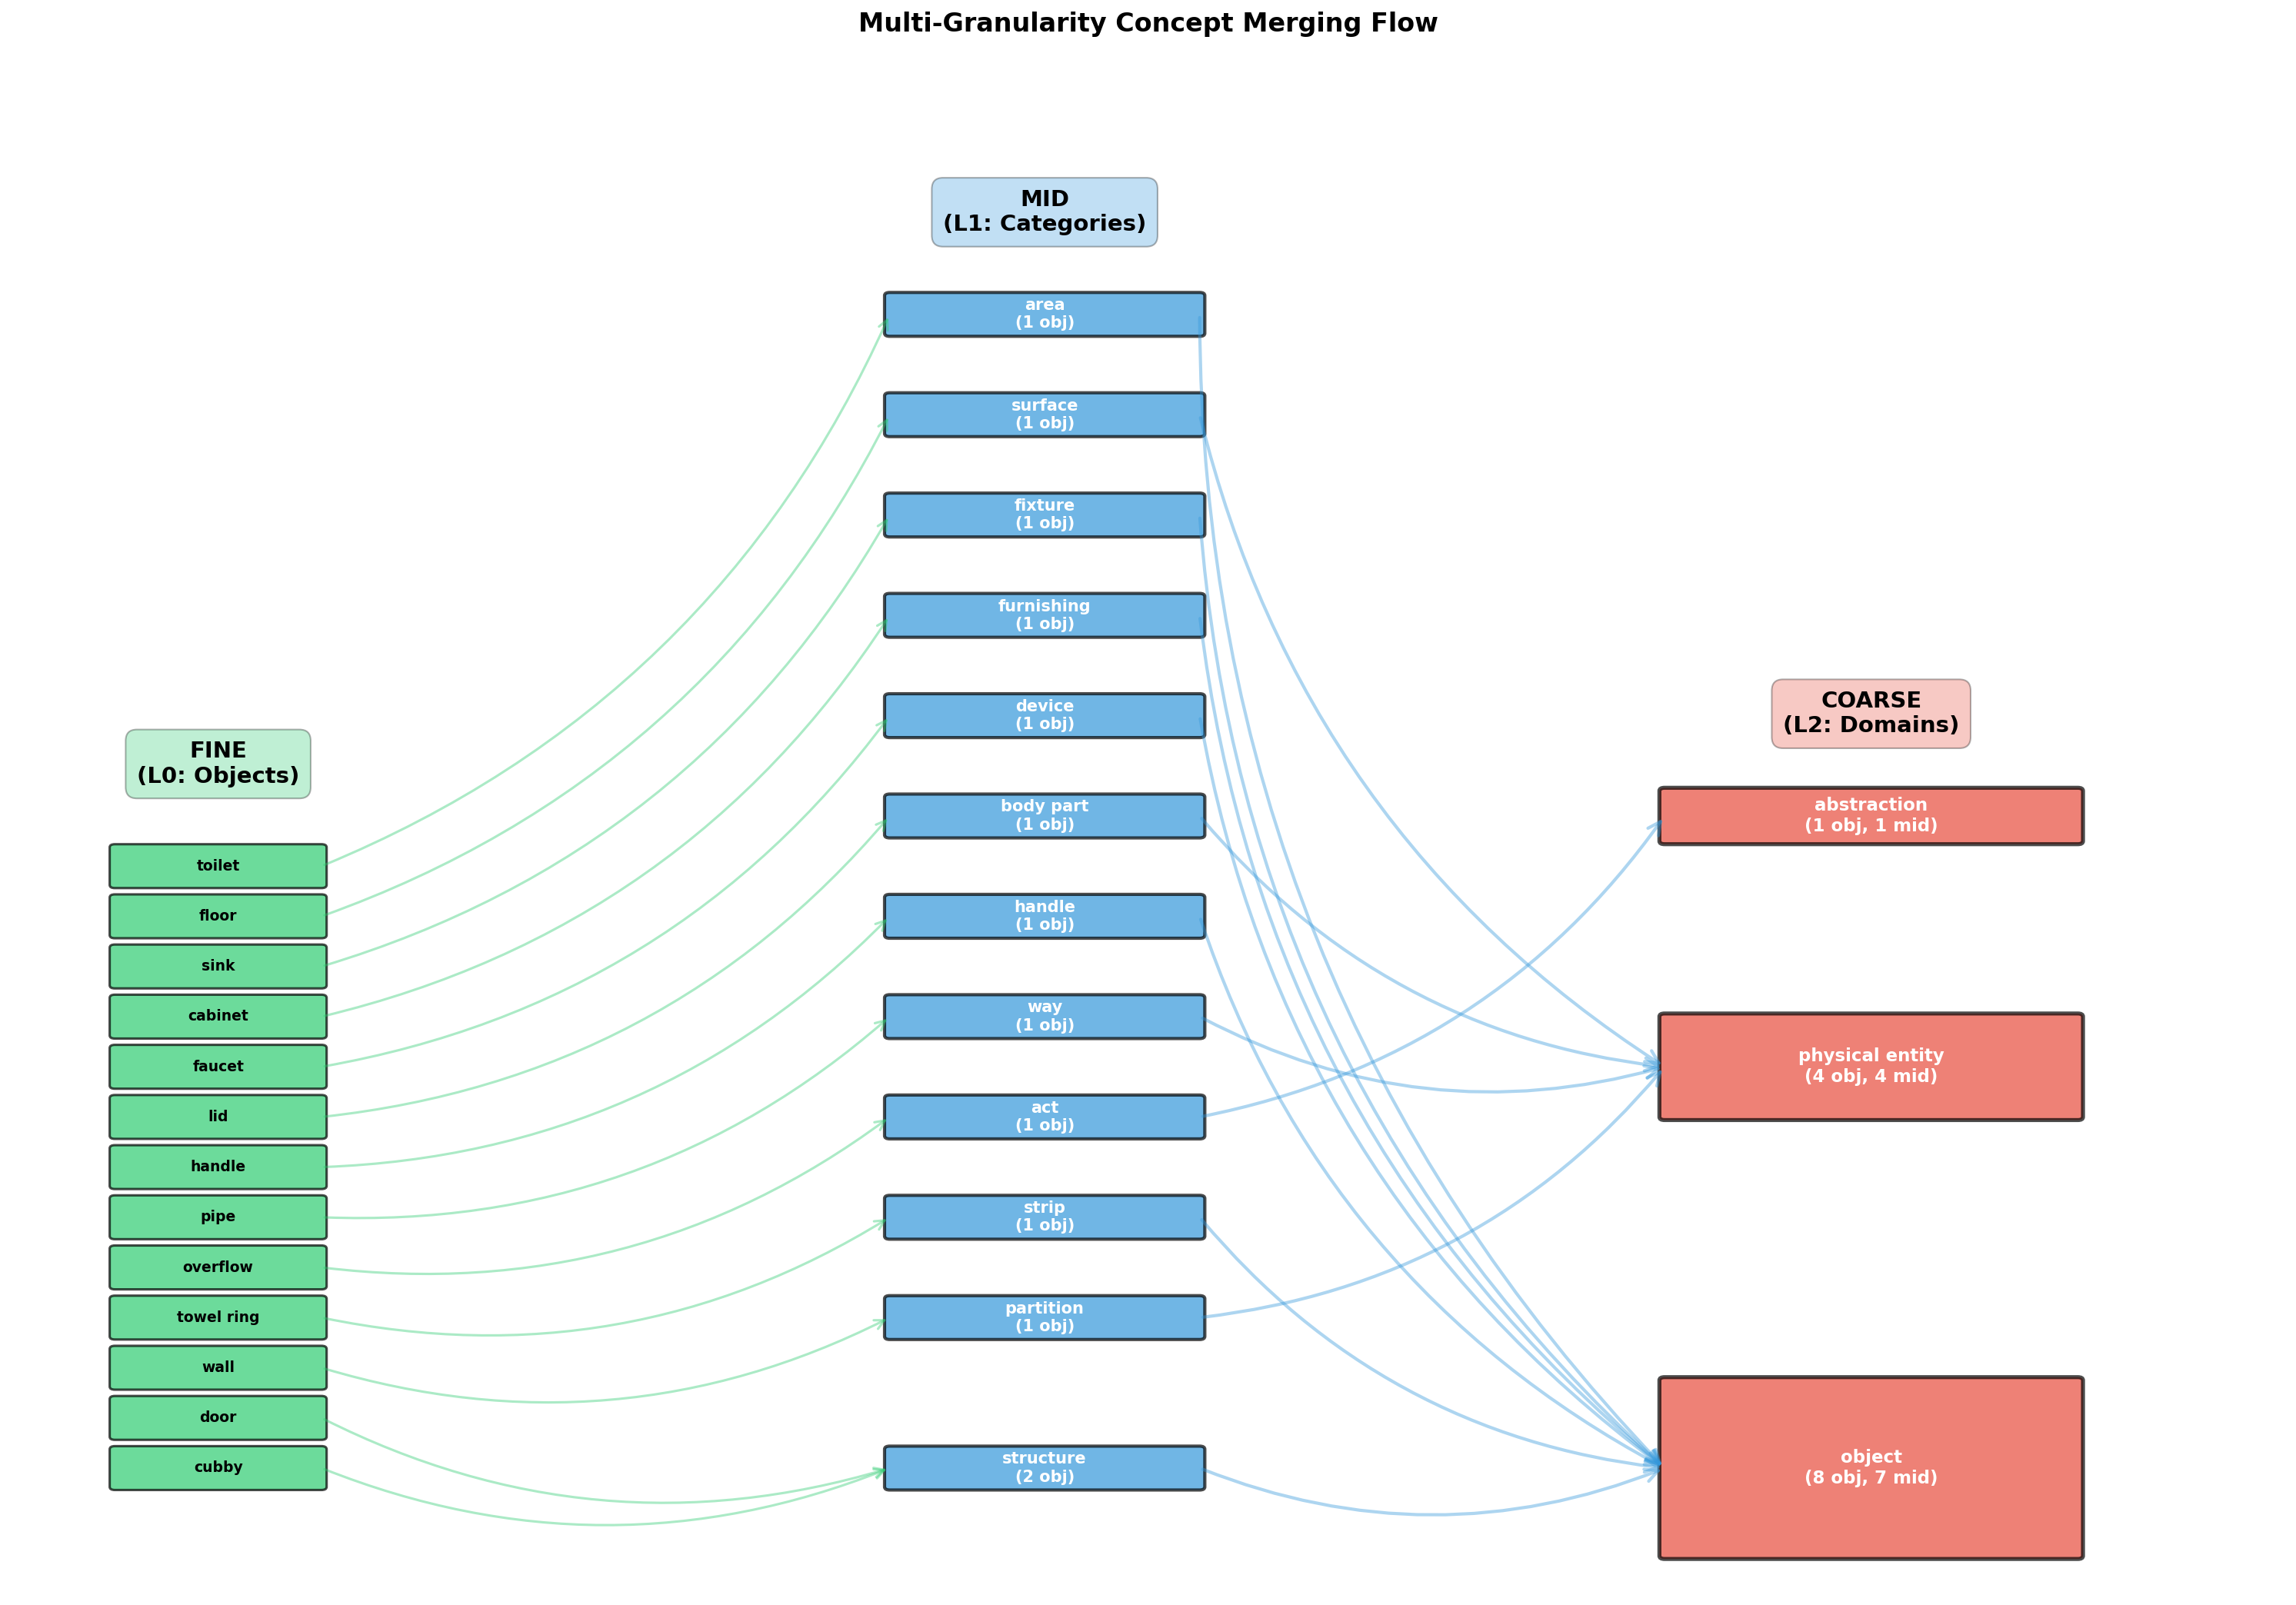 Multi-Granularity Concept Merging Flow
FINE
(L0: Objects)
toilet
floor
sink
cabinet
faucet
lid
handle
pipe
overflow
towel ring
wall
door
cubby
MID
(L1: Categories)
area
(1 obj)
surface
(1 obj)
fixture
(1 obj)
furnishing
(1 obj)
device
(1 obj)
body part
(1 obj)
handle
(1 obj)
way
(1 obj)
act
(1 obj)
strip
(1 obj)
partition
(1 obj)
structure
(2 obj)
COARSE
(L2: Domains)
abstraction
(1 obj, 1 mid)
physical entity
(4 obj, 4 mid)
object
(8 obj, 7 mid)